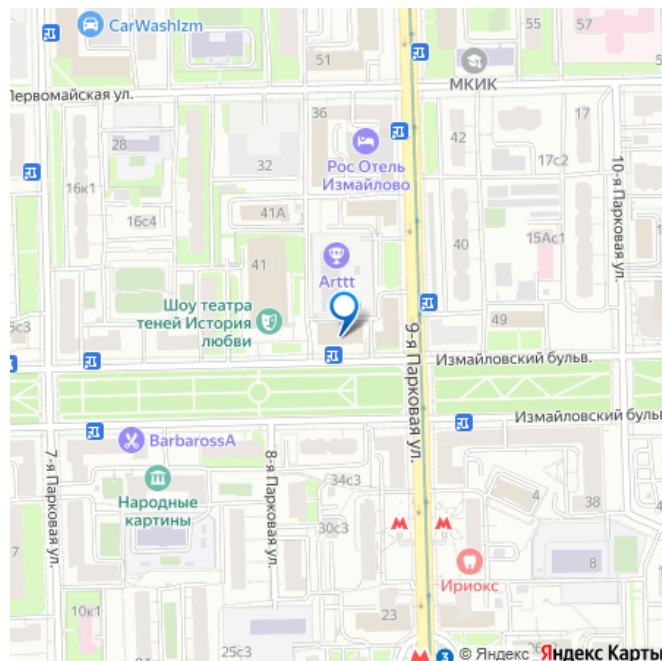 CarWashIzm
51
55
57
МКИК
Первомайская ул.
36
28
42
17
32
Рос Отель
Измайлово
17с2
10-я Парковая ул.
16к1
16с4
41А
41
40
15Ас1
Arttt
Шоу театра
теней История
любви
5с3
49
9-я Парковая ул.
Измайловский бульв.
Измайловский бульв
BarbarossA
7-я Парковая ул.
8-я Парковая ул.
34с3
4
38
Народные
картины
30с3
7
8
Ириокс
10к1
23
25с3
3
© Яндекс Яндекс Карты